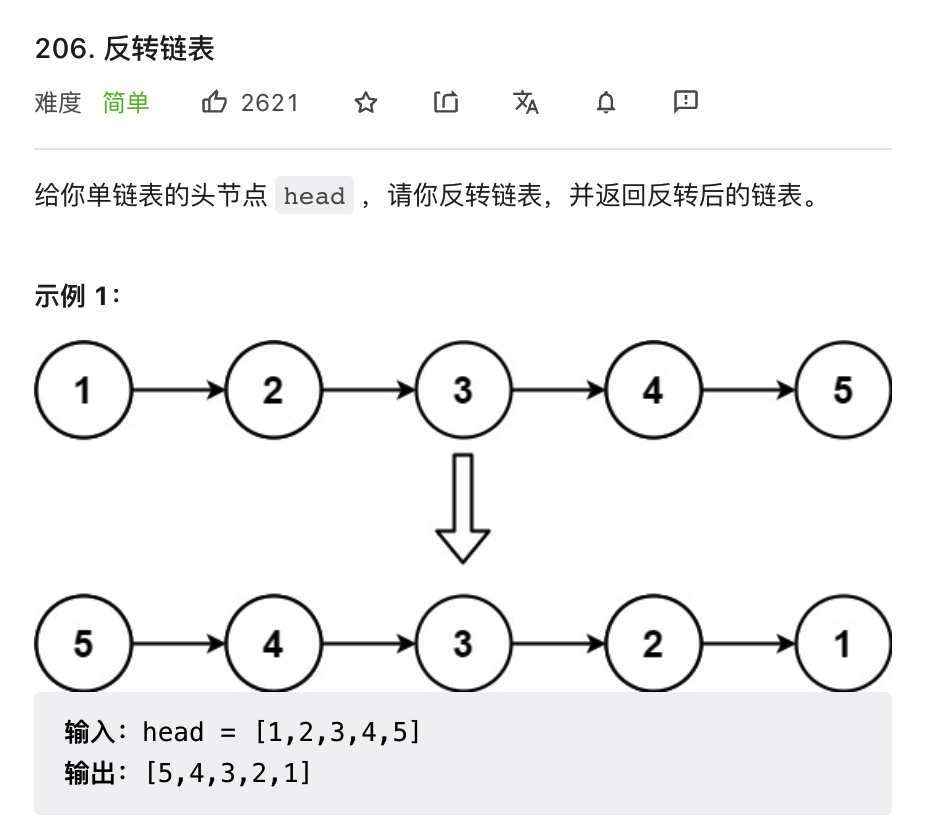 206. 反转链表
难度 简单 2621
给你单链表的头节点 head ，请你反转链表，并返回反转后的链表。
示例 1：
1 2 3 4 5
5 4 3 2 1
输入：head = [1,2,3,4,5]
输出：[5,4,3,2,1]